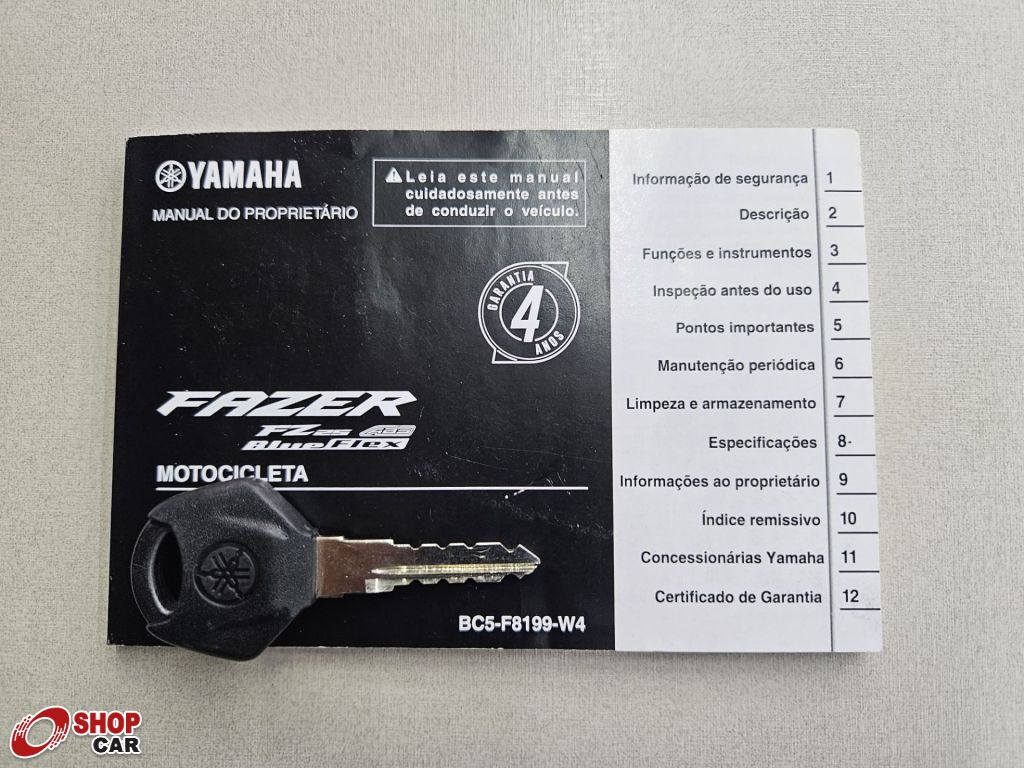 YAMAHA
MANUAL DO PROPRIETÁRIO
Leia este manual
cuidadosamente antes
de conduzir o veículo.
GARANTIA
4
ANOS
FAZER
FZ25 ABS
BlueFlex
MOTOCICLETA
BC5-F8199-W4
Informação de segurança 1
Descrição 2
Funções e instrumentos 3
Inspeção antes do uso 4
Pontos importantes 5
Manutenção periódica 6
Limpeza e armazenamento 7
Especificações 8
Informações ao proprietário 9
Índice remissivo 10
Concessionárias Yamaha 11
Certificado de Garantia 12
SHOP
CAR